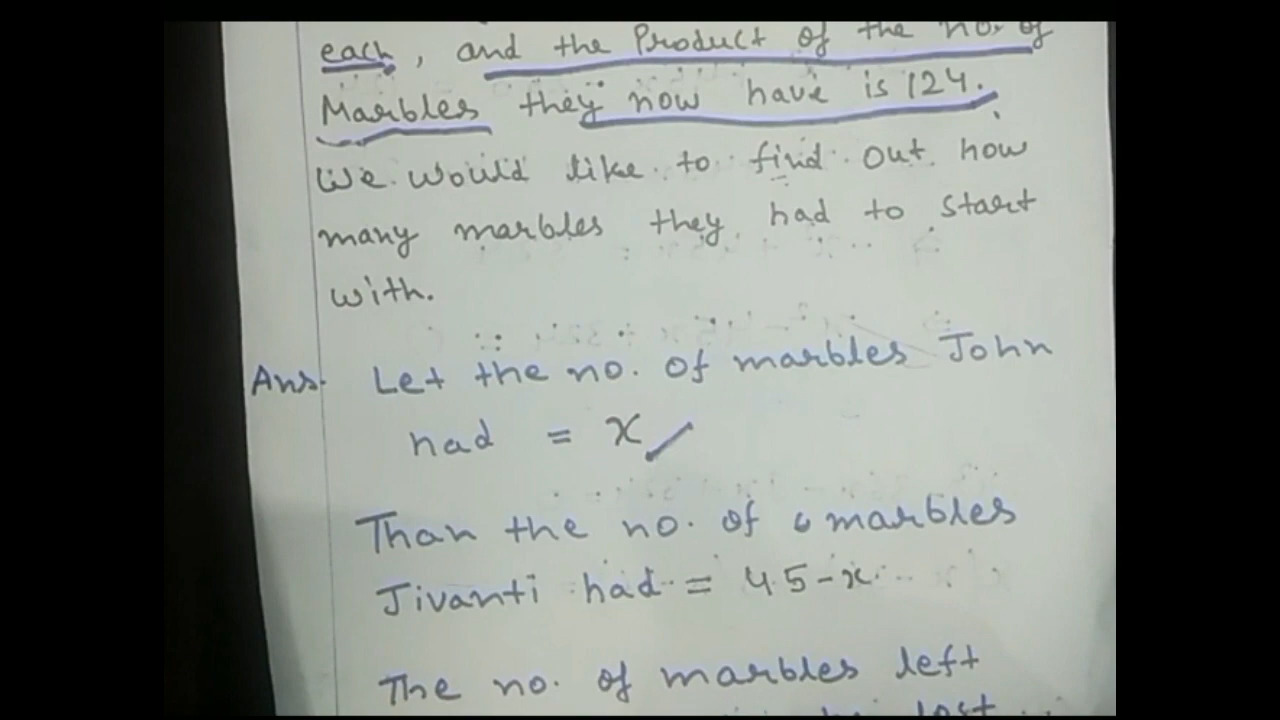 each, and the Product of the no. of
Marbles they now have is 124.
We would like to find out how
many marbles they had to start
with.
Ans. Let the no. of marbles John
had = x
Than the no. of marbles
Jivanti had = 45-x
The no. of marbles left
lost